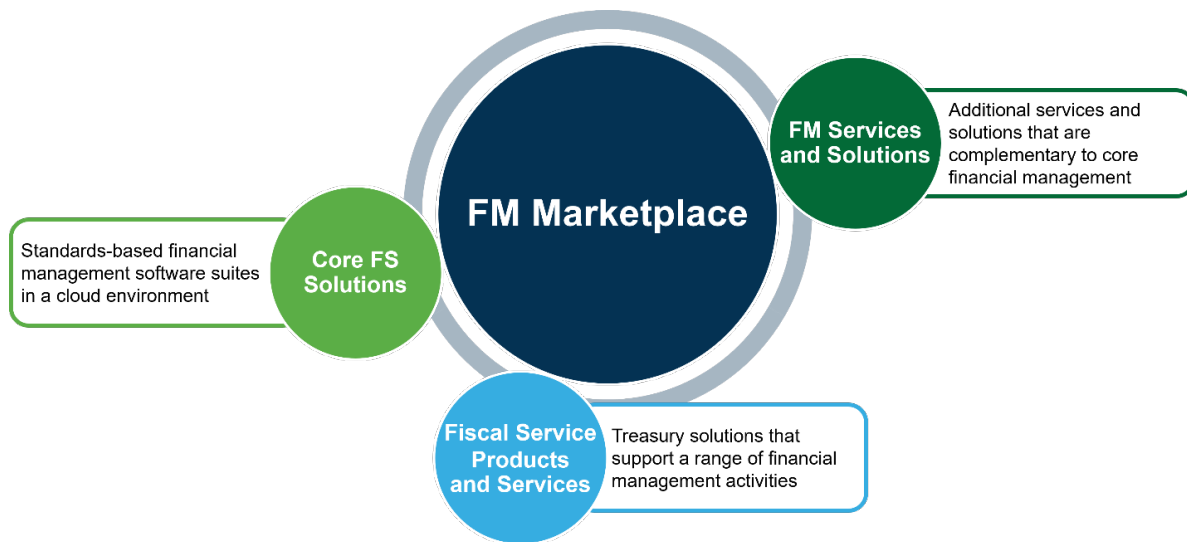 FM Marketplace
FM Services
and Solutions
Additional services and
solutions that are
complementary to core
financial management
Core FS
Solutions
Standards-based financial
management software suites
in a cloud environment
Fiscal Service
Products
and Services
Treasury solutions that
support a range of financial
management activities